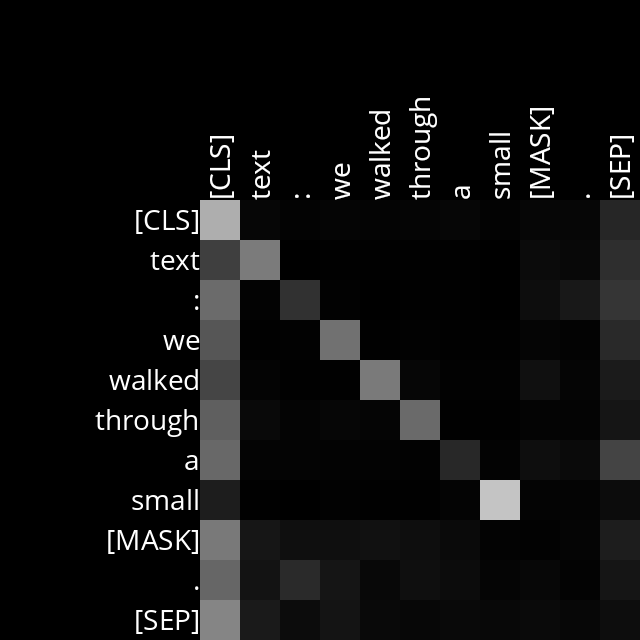 [CLS] text : we walked through a small [MASK] . [SEP]
[CLS]
text
:
we
walked
through
a
small
[MASK]
.
[SEP]